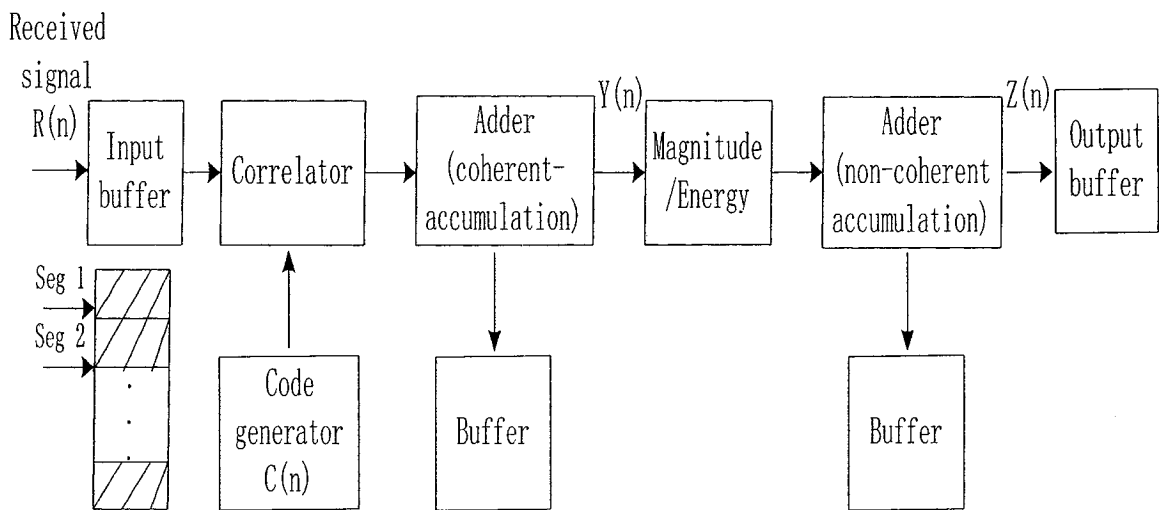 Received
signal
R(n)
Input
buffer
Correlator
Adder
(coherent-
accumulation)
Y(n)
Magnitude
/Energy
Adder
(non-coherent
accumulation)
Z(n)
Output
buffer
Seg 1
Seg 2
Code
generator
C(n)
Buffer
Buffer